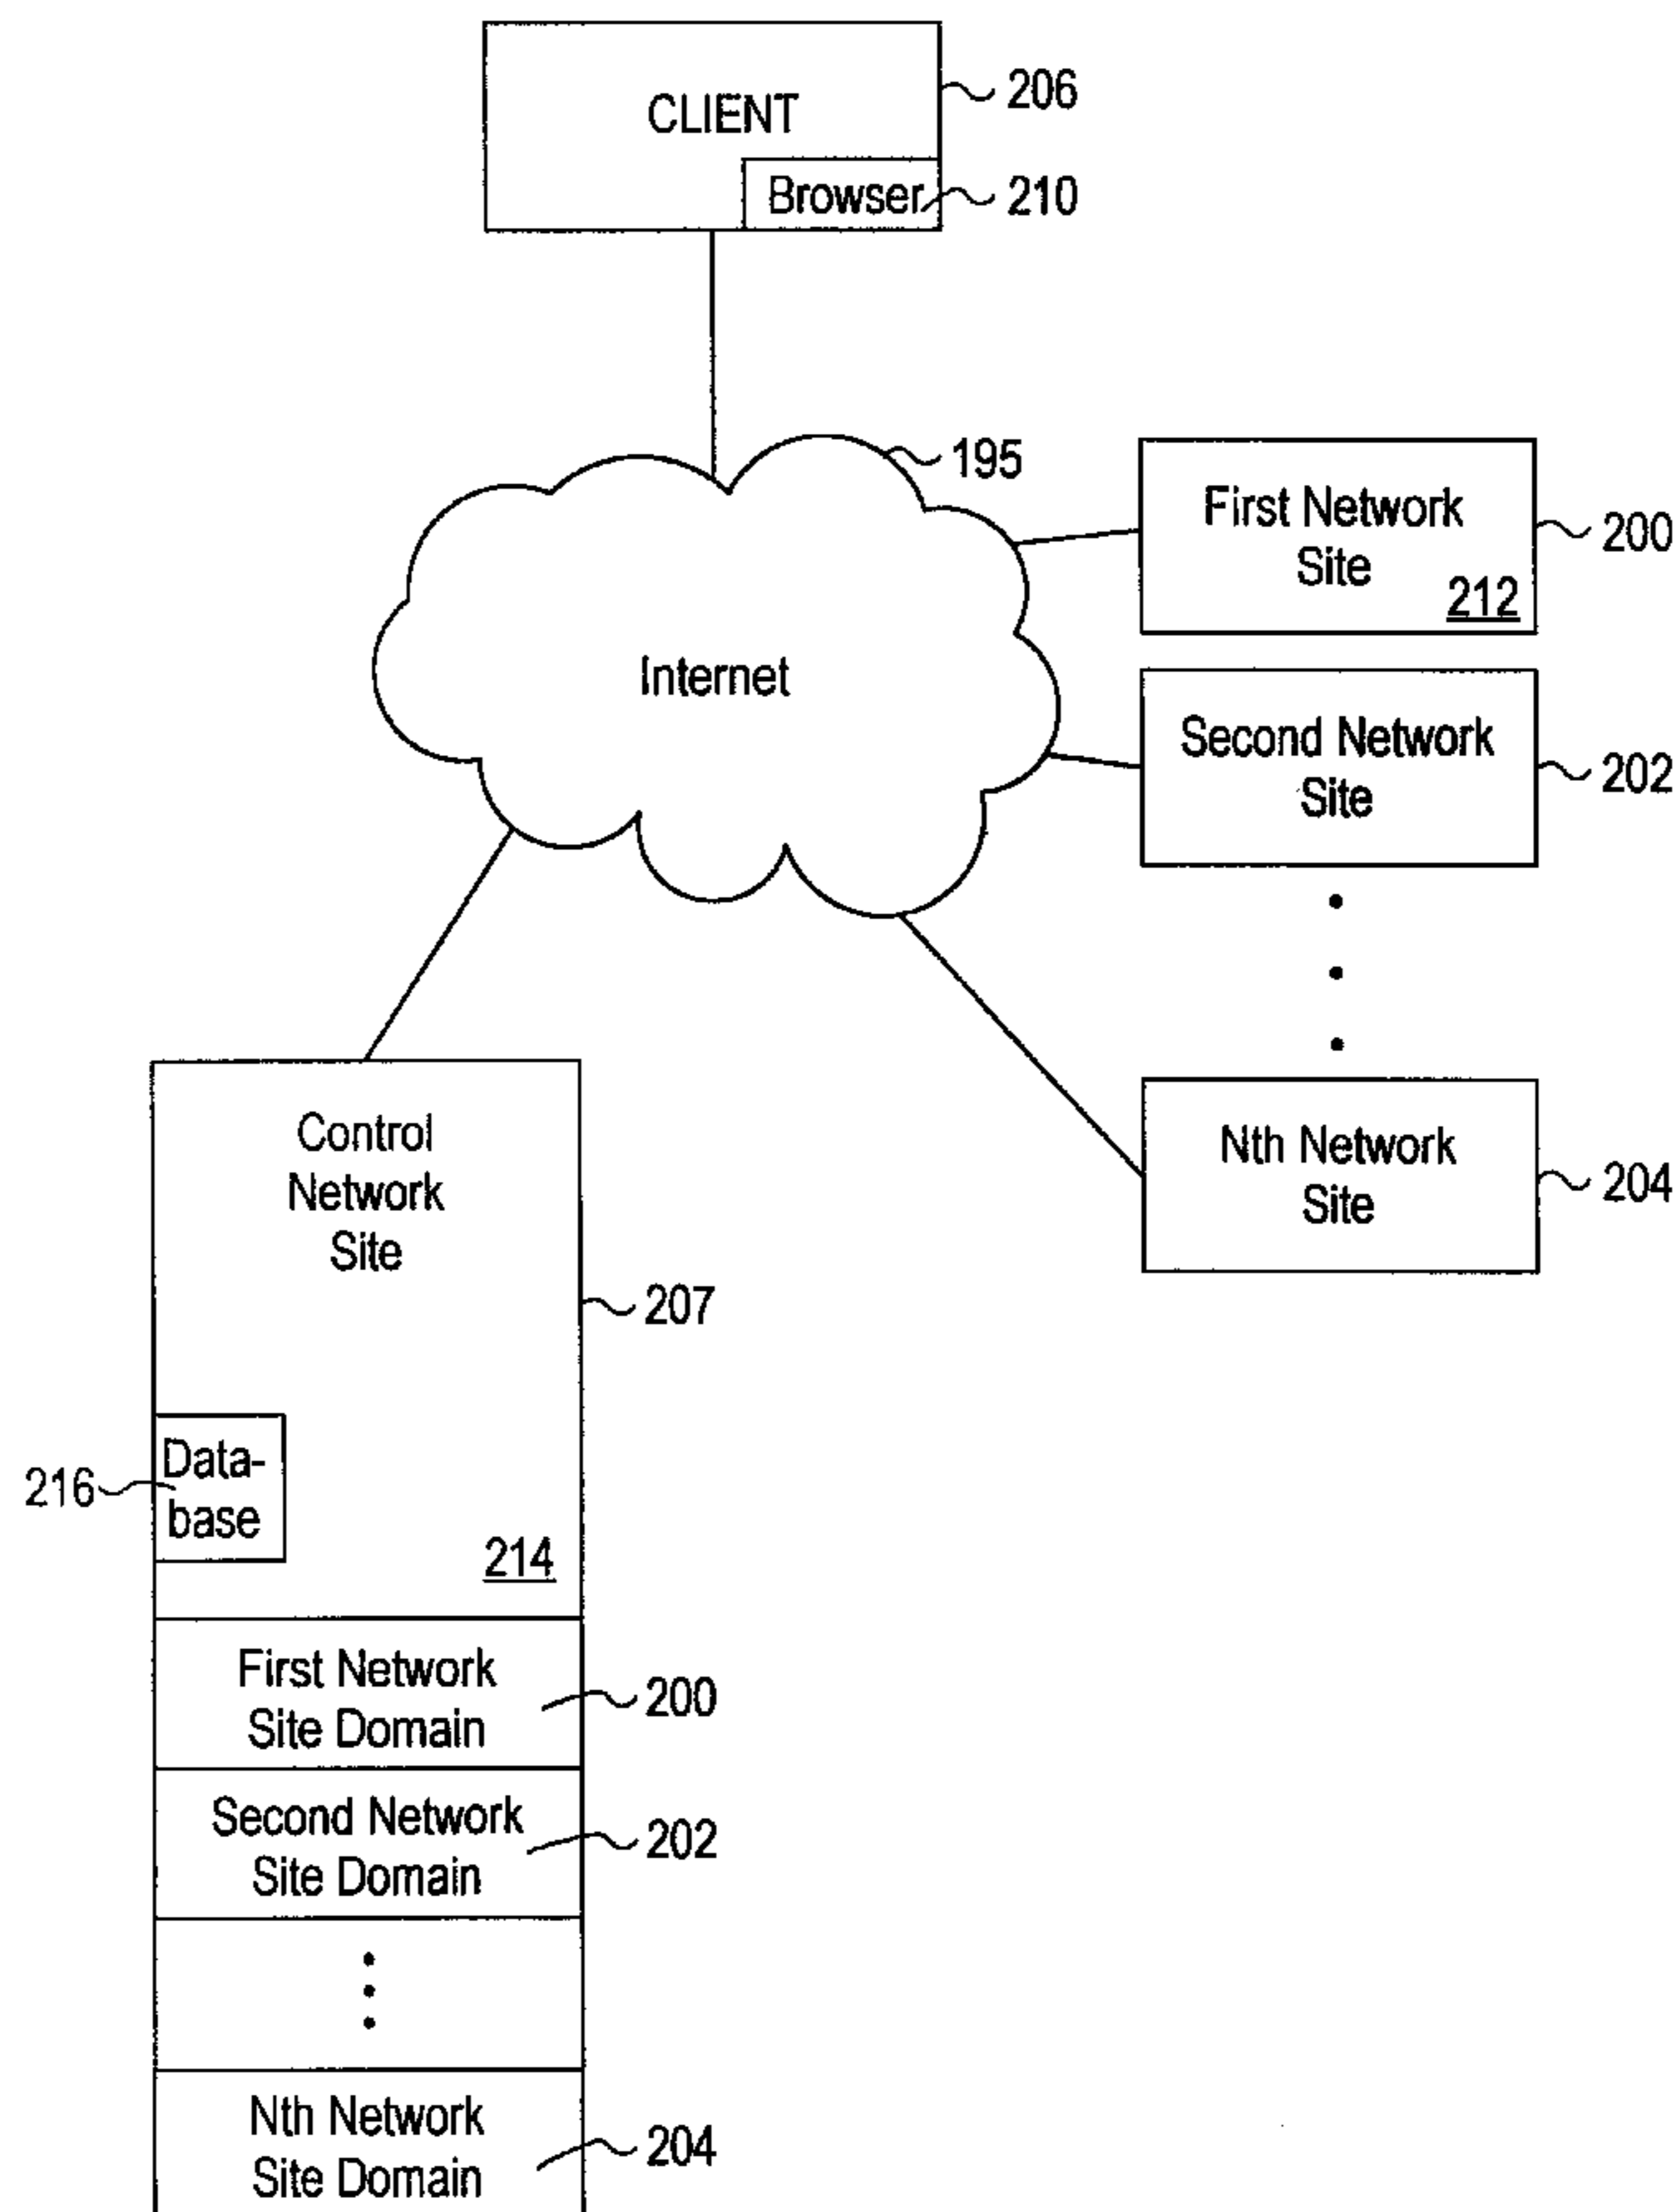 CLIENT
206
Browser
210
195
First Network
Site
212
200
Internet
Second Network
Site
202
Nth Network
Site
204
Control
Network
Site
207
Data-
base
216
214
First Network
Site Domain
200
Second Network
Site Domain
202
Nth Network
Site Domain
204